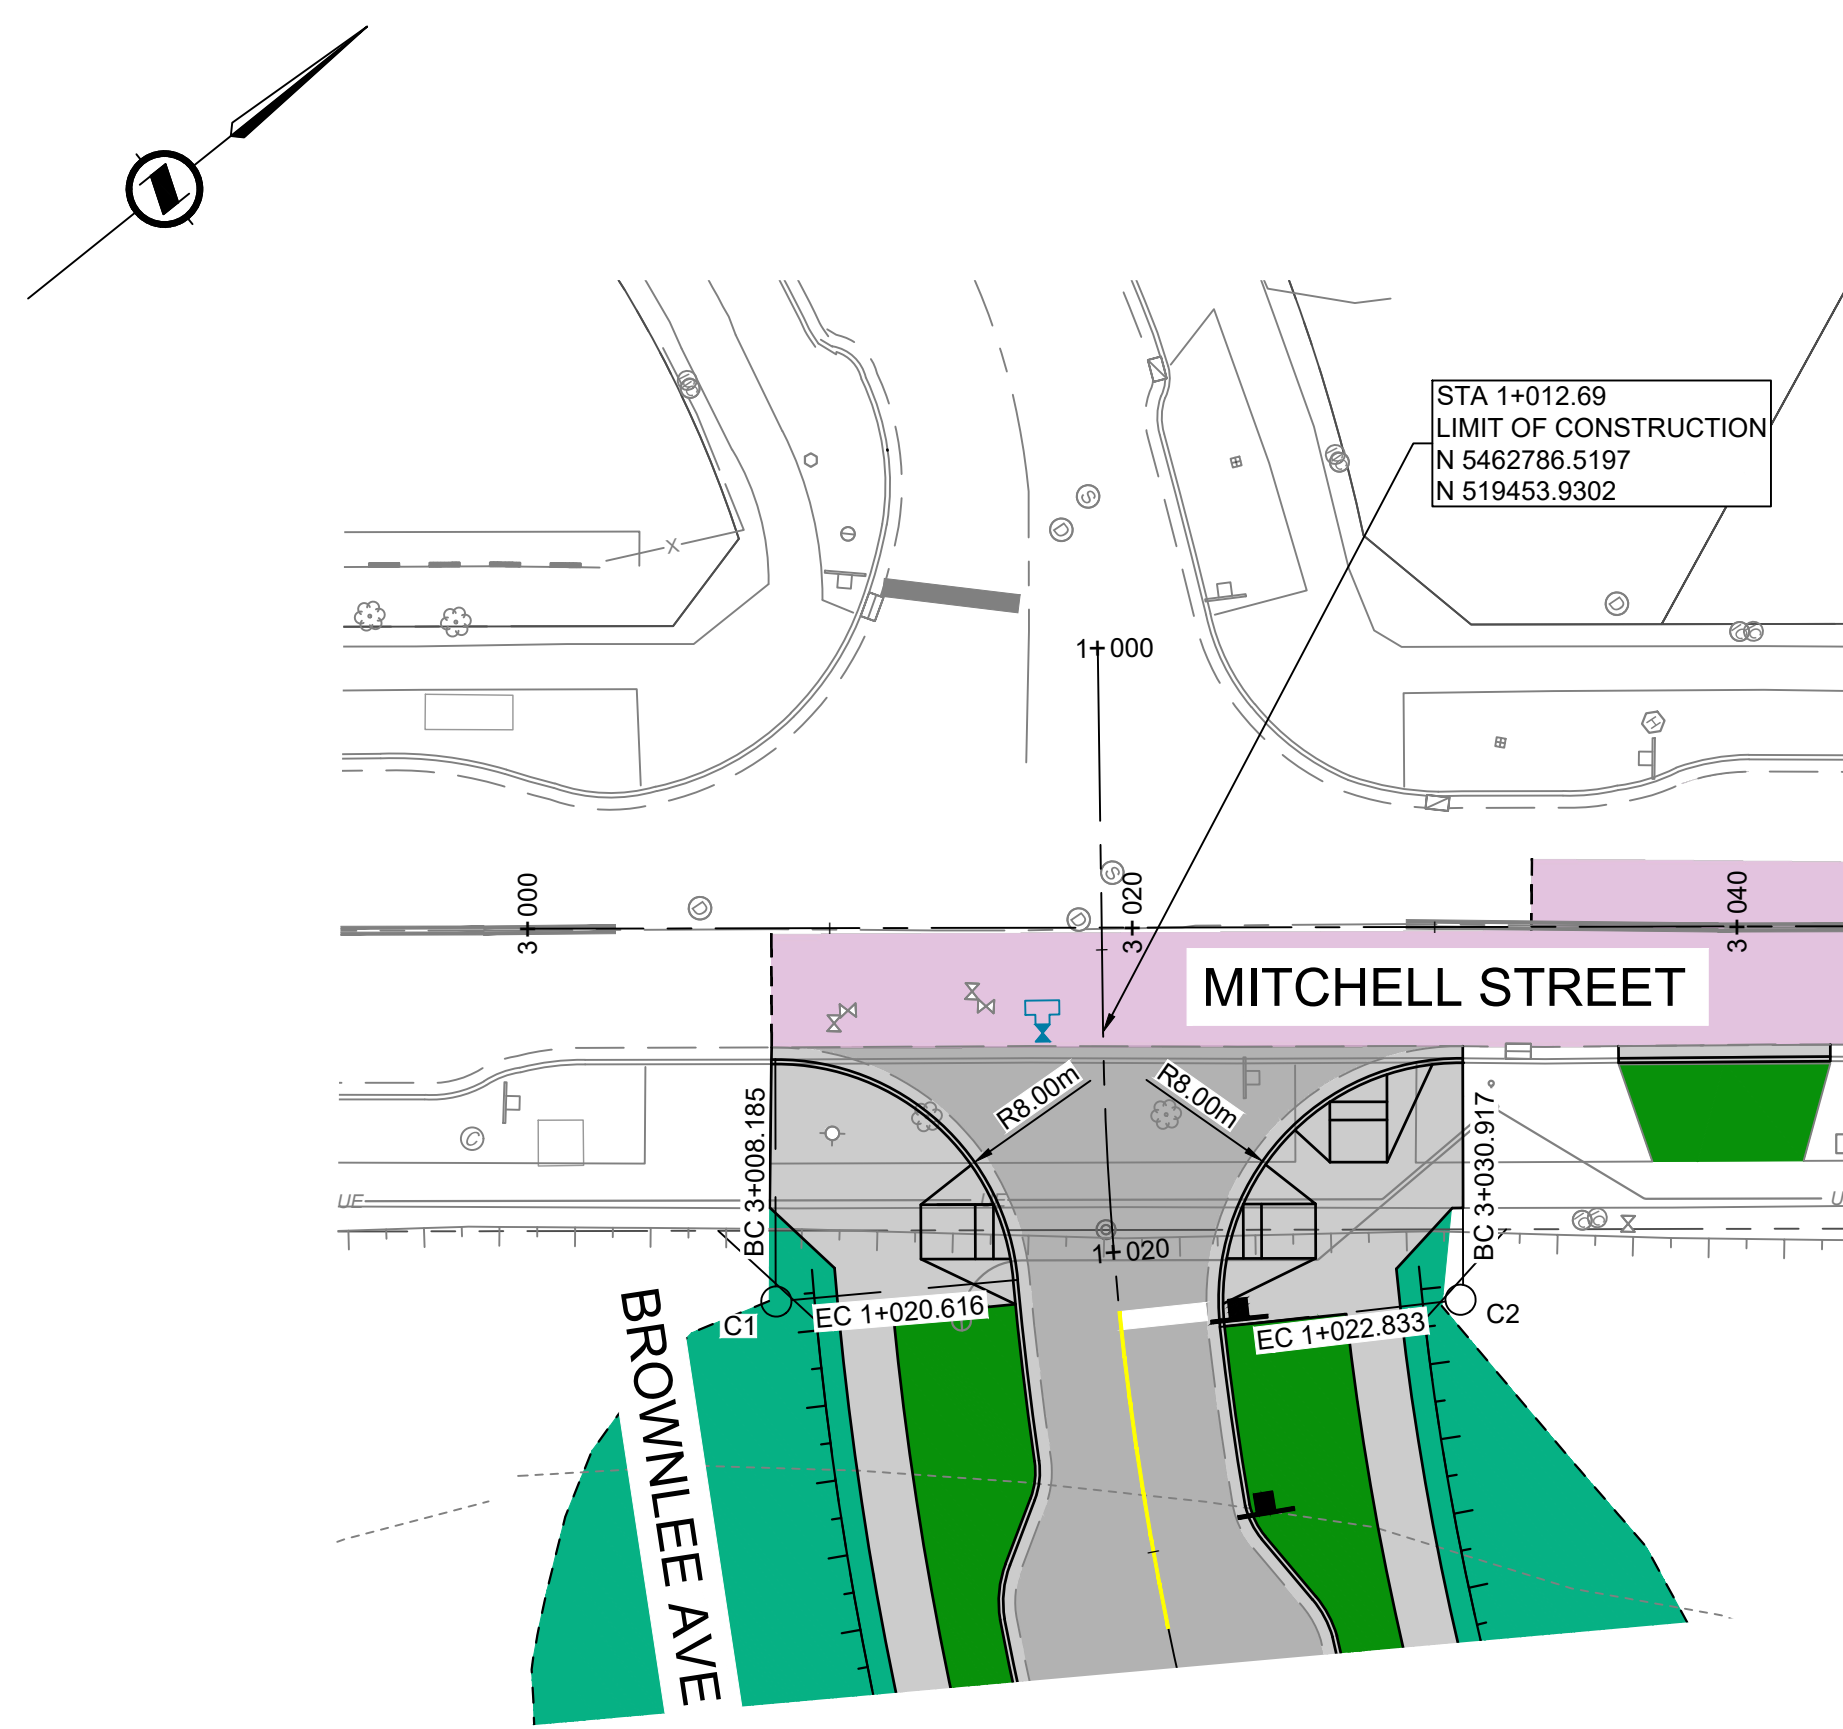 STA 1+012.69
LIMIT OF CONSTRUCTION
N 5462786.5197
N 519453.9302
X
S
D
D
1+000
H
S
3+000
D
D
3+020
3+040
MITCHELL STREET
R8.00m
R8.00m
C
BC 3+008.185
BC 3+030.917
UE
1+020
C1
EC 1+020.616
EC 1+022.833
C2
BROWNLEE AVE